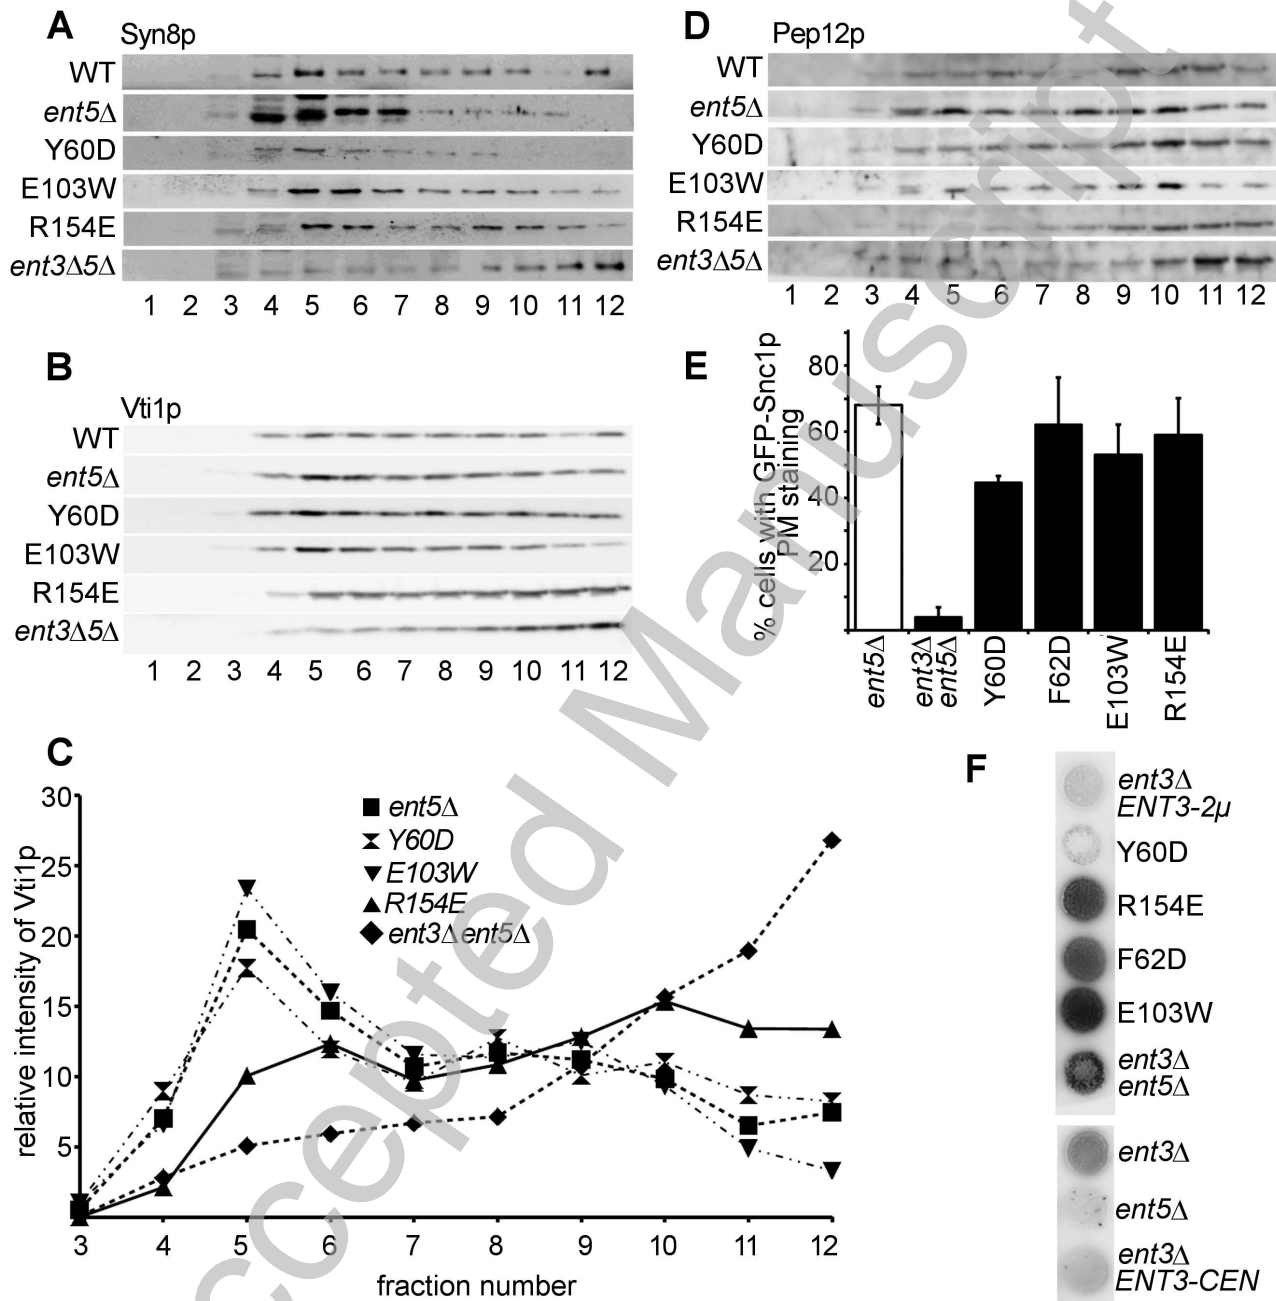 A
Syn8p
WT
ent5Δ
Y60D
E103W
R154E
ent3Δ5Δ
1 2 3 4 5 6 7 8 9 10 11 12
B
Vti1p
WT
ent5Δ
Y60D
E103W
R154E
ent3Δ5Δ
1 2 3 4 5 6 7 8 9 10 11 12
C
30
25
20
15
10
5
relative intensity of Vti1p
ent5Δ
Y60D
E103W
R154E
ent3Δent5Δ
3 4 5 6 7 8 9 10 11 12
fraction number
D
Pep12p
WT
ent5Δ
Y60D
E103W
R154E
ent3Δ5Δ
1 2 3 4 5 6 7 8 9 10 11 12
E
% cells with GFP-Snc1p
PM staining
80
60
40
20
ent5Δ
ent3Δ
ent5Δ
Y60D
F62D
E103W
R154E
F
ent3Δ
ENT3-2µ
Y60D
R154E
F62D
E103W
ent3Δ
ent5Δ
ent3Δ
ent5Δ
ent3Δ
ENT3-CEN
ccepted Manuscript